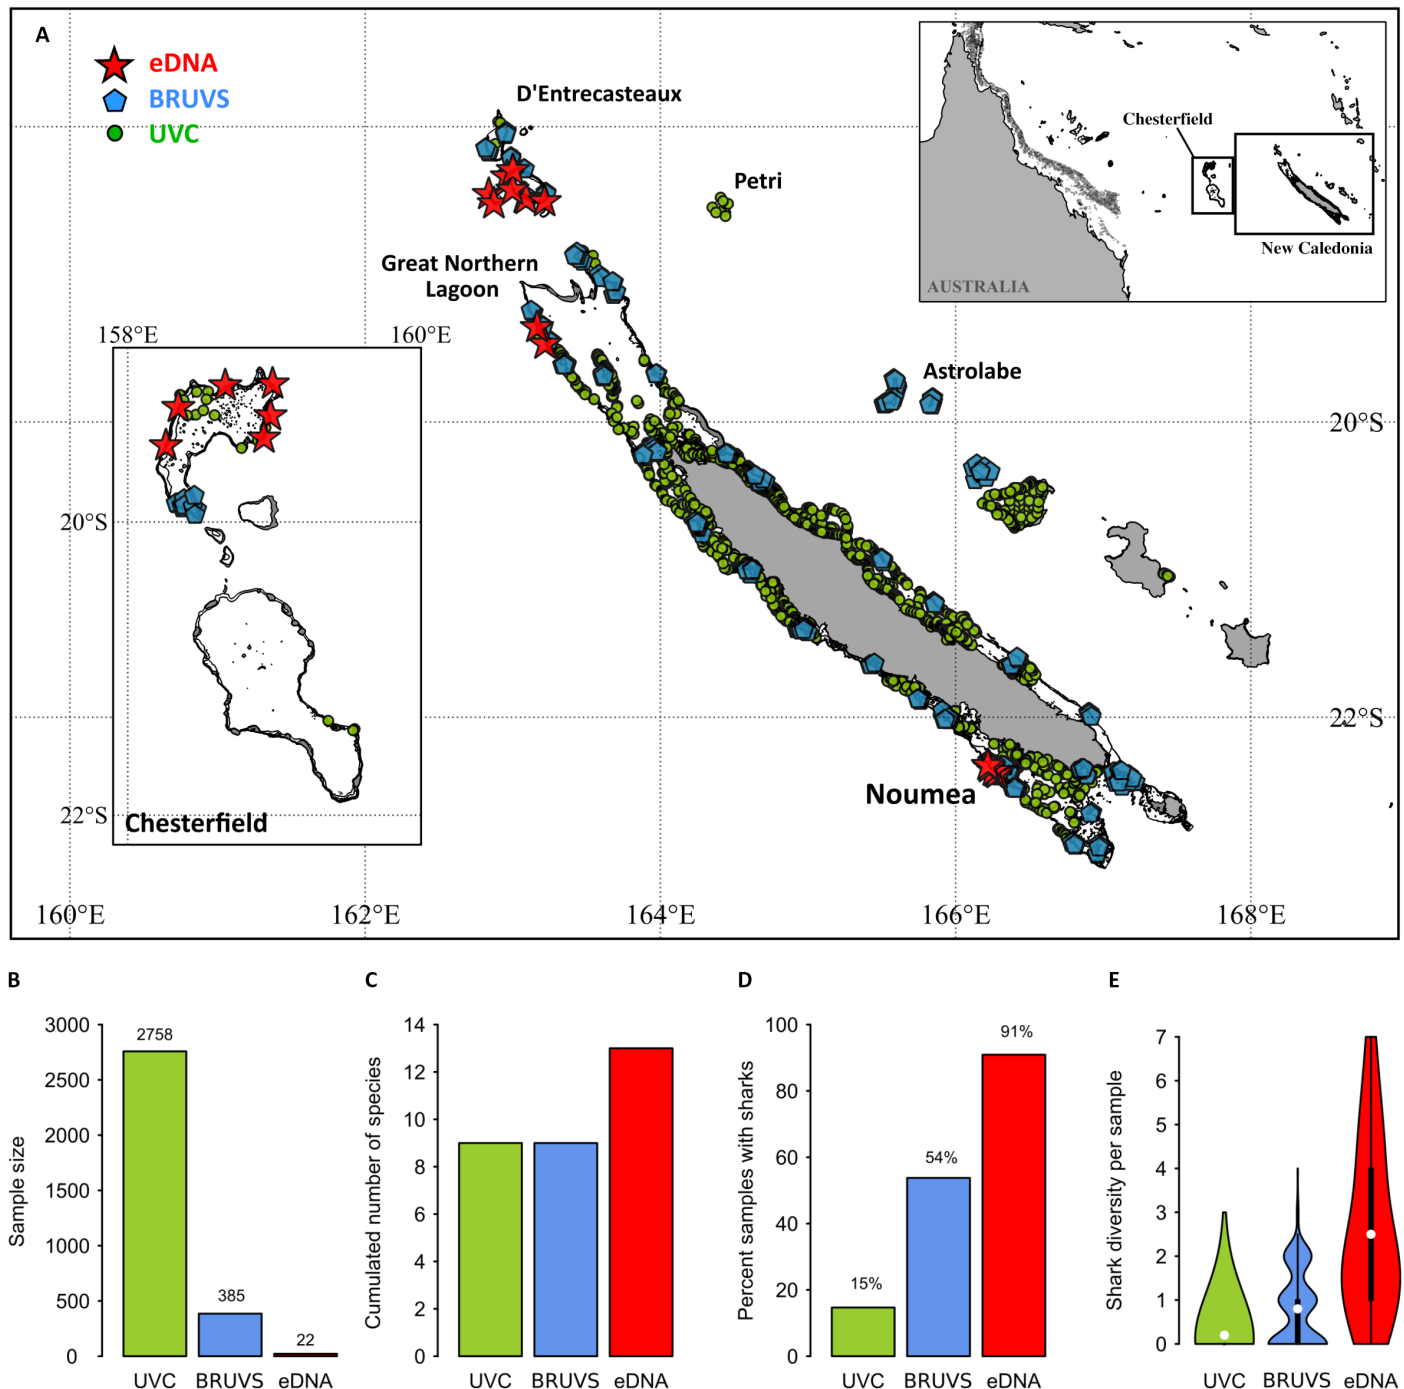 A
eDNA
BRUVS
UVC
D'Entrecasteaux
Petri
Great Northern
Lagoon
Astrolabe
Noumea
Chesterfield
New Caledonia
AUSTRALIA
158°E
160°E
20°S
22°S
Chesterfield
20°S
22°S
160°E
162°E
164°E
166°E
168°E
B
Sample size
3000
2500
2000
1500
1000
500
0
2758
385
22
UVC
BRUVS
eDNA
C
Cumulated number of species
14
12
10
8
6
4
2
0
UVC
BRUVS
eDNA
D
Percent samples with sharks
100
80
60
40
20
0
15%
54%
91%
UVC
BRUVS
eDNA
E
Shark diversity per sample
7
6
5
4
3
2
1
0
UVC
BRUVS
eDNA